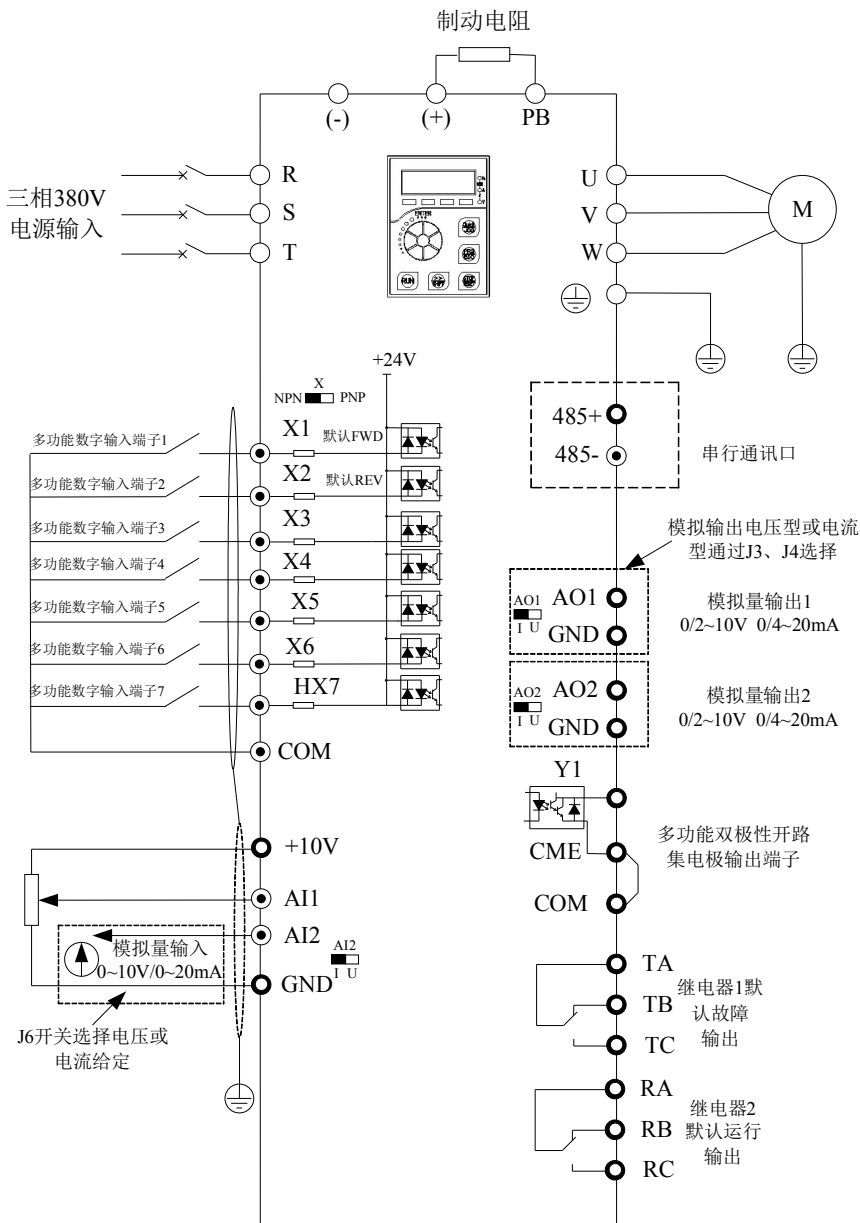 制动电阻
(-)
(+)
PB
R
S
T
三相380V
电源输入
ENTER
RUN
U
V
W
M
+24V
X
NPN
PNP
多功能数字输入端子1
X1
默认FWD
多功能数字输入端子2
X2
默认REV
多功能数字输入端子3
X3
多功能数字输入端子4
X4
多功能数字输入端子5
X5
多功能数字输入端子6
X6
多功能数字输入端子7
HX7
COM
+10V
AI1
AI2
模拟量输入
0~10V/0~20mA
AI2
I U
GND
J6开关选择电压或
电流给定
485+
485-
串行通讯口
模拟输出电压型或电流
型通过J3、J4选择
AO1
I U
AO1
GND
模拟量输出1
0/2~10V 0/4~20mA
AO2
I U
AO2
GND
模拟量输出2
0/2~10V 0/4~20mA
Y1
CME
COM
多功能双极性开路
集电极输出端子
TA
TB
TC
继电器1默
认故障
输出
RA
RB
RC
继电器2
默认运行
输出